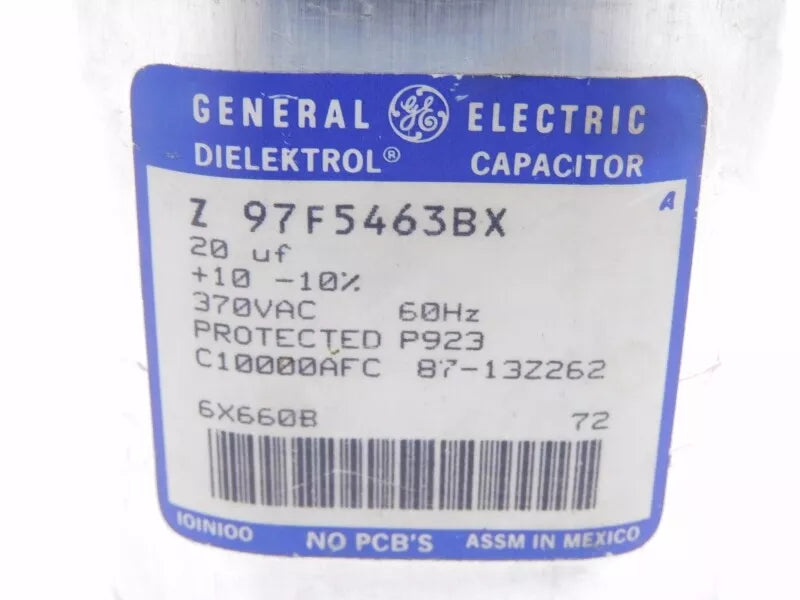 GENERAL GE ELECTRIC
DIELEKTROL® CAPACITOR
A
Z 97F5463BX
20 uf
+10 -10%
370VAC 60Hz
PROTECTED P923
C10000AFC 87-13Z262
6X660B 72
IOINIOO NO PCB'S ASSM IN MEXICO